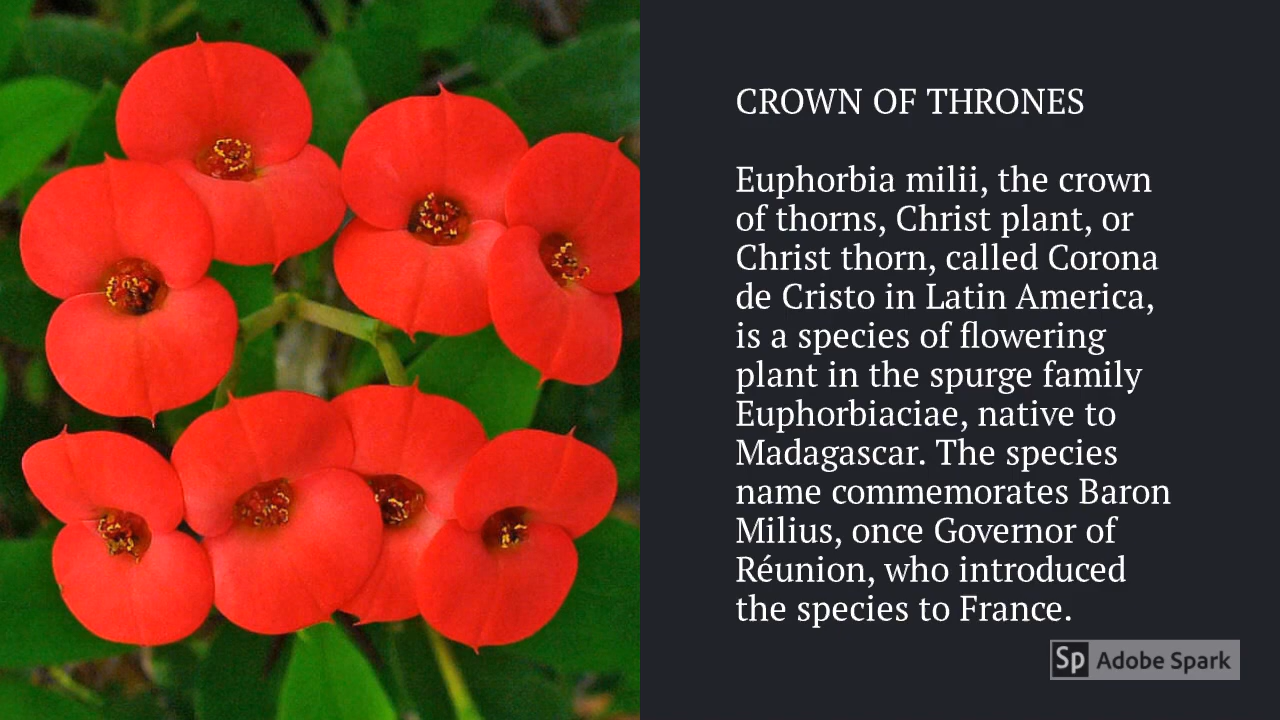 CROWN OF THRONES
Euphorbia milii, the crown
of thorns, Christ plant, or
Christ thorn, called Corona
de Cristo in Latin America,
is a species of flowering
plant in the spurge family
Euphorbiaciae, native to
Madagascar. The species
name commemorates Baron
Milius, once Governor of
Réunion, who introduced
the species to France.
Sp Adobe Spark